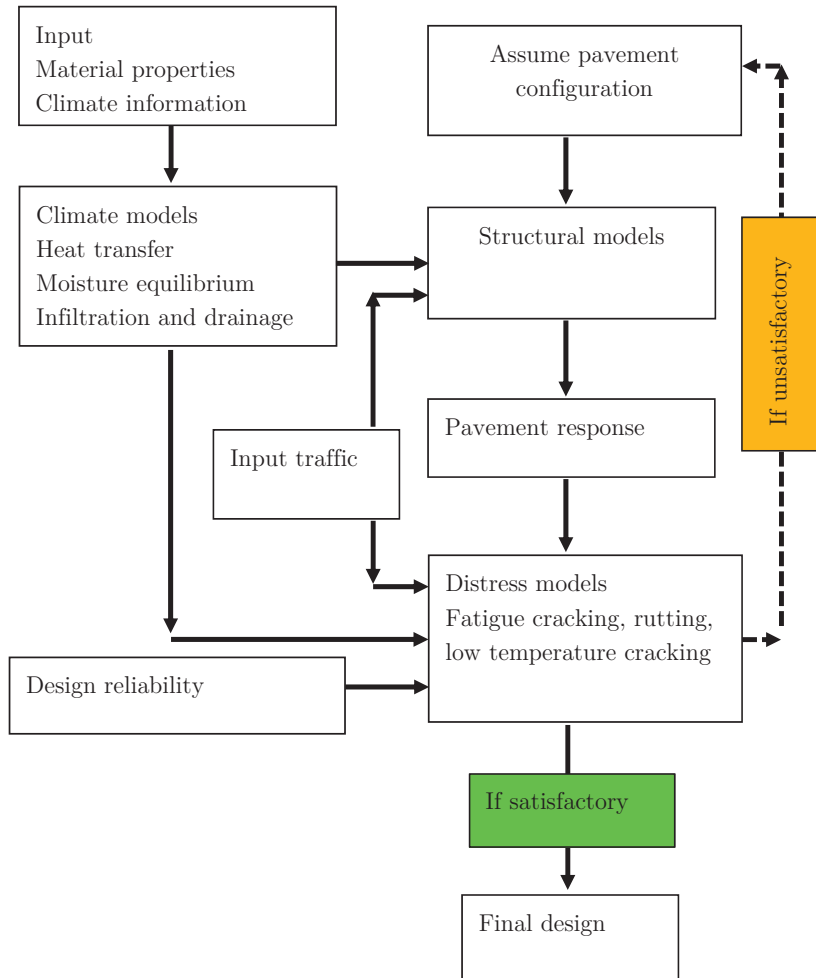 Input
Material properties
Climate information
Assume pavement
configuration
Climate models
Heat transfer
Moisture equilibrium
Infiltration and drainage
Structural models
If unsatisfactory
Input traffic
Pavement response
Distress models
Fatigue cracking, rutting,
low temperature cracking
Design reliability
If satisfactory
Final design